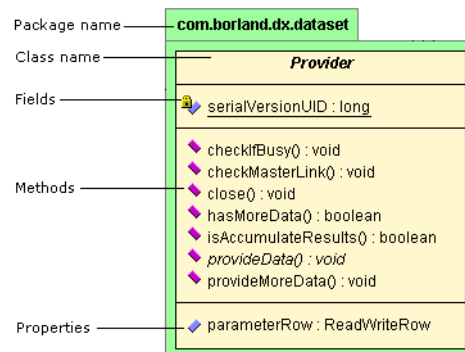 Package name
com.borland.dx.dataset
Class name
Provider
Fields
serialVersionUID : long
Methods
checkIfBusy() : void
checkMasterLink() : void
close() : void
hasMoreData() : boolean
isAccumulateResults() : boolean
provideData() : void
provideMoreData() : void
Properties
parameterRow : ReadWriteRow